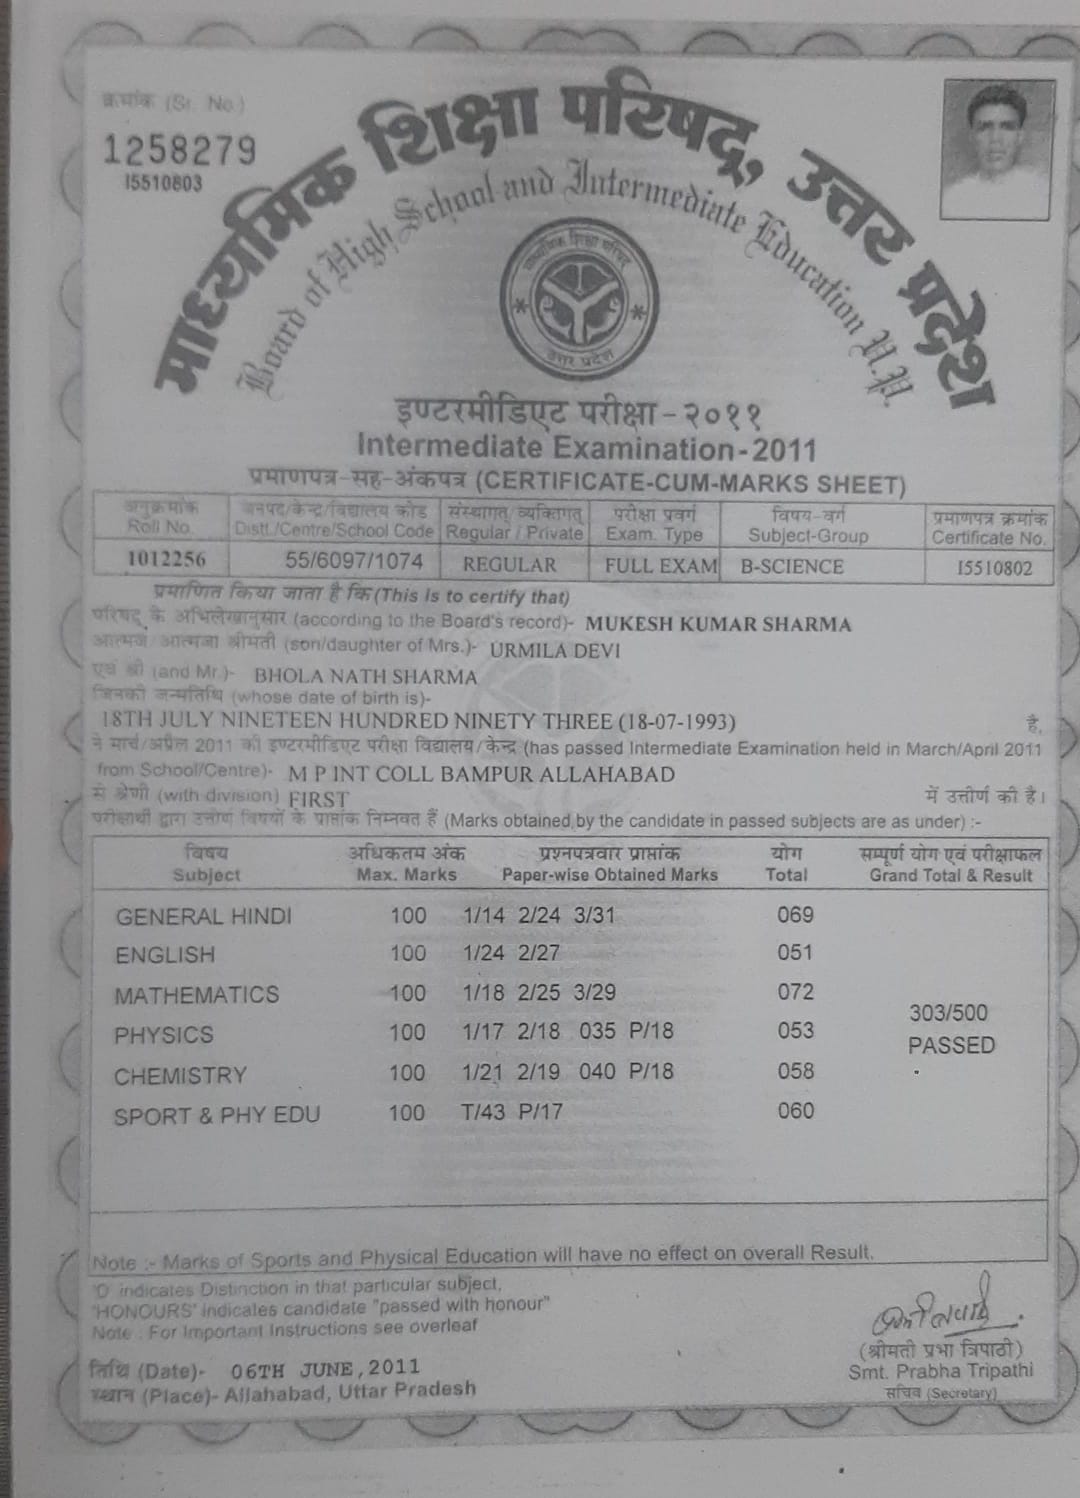 क्रमांक (Sr. No.)
1258279
I5510803
माध्यमिक शिक्षा परिषद्, उत्तर प्रदेश
Board of High School and Intermediate Education U.P.
माध्यमिक शिक्षा परिषद्
उत्तर प्रदेश
इण्टरमीडिएट परीक्षा - २०११
Intermediate Examination - 2011
प्रमाणपत्र-सह-अंकपत्र (CERTIFICATE-CUM-MARKS SHEET)
अनुक्रमांक जनपद/केन्द्र/विद्यालय कोड संस्थागत/व्यक्तिगत परीक्षा प्रवर्ग विषय-वर्ग प्रमाणपत्र क्रमांक
Roll No. Distt./Centre/School Code Regular / Private Exam. Type Subject-Group Certificate No.
1012256 55/6097/1074 REGULAR FULL EXAM B-SCIENCE I5510802
प्रमाणित किया जाता है कि (This is to certify that)
परिषद् के अभिलेखानुसार (according to the Board's record)- MUKESH KUMAR SHARMA
आत्मज/आत्मजा श्रीमती (son/daughter of Mrs.)- URMILA DEVI
एवं श्री (and Mr.)- BHOLA NATH SHARMA
जिनकी जन्मतिथि (whose date of birth is)-
18TH JULY NINETEEN HUNDRED NINETY THREE (18-07-1993) है,
ने मार्च/अप्रैल 2011 की इण्टरमीडिएट परीक्षा विद्यालय/केन्द्र (has passed Intermediate Examination held in March/April 2011
from School/Centre)- M P INT COLL BAMPUR ALLAHABAD
से श्रेणी (with division) FIRST में उत्तीर्ण की है।
परीक्षार्थी द्वारा उत्तीर्ण विषयों के प्राप्तांक निम्नवत हैं (Marks obtained by the candidate in passed subjects are as under) :-
विषय अधिकतम अंक प्रश्नपत्रवार प्राप्तांक योग सम्पूर्ण योग एवं परीक्षाफल
Subject Max. Marks Paper-wise Obtained Marks Total Grand Total & Result
GENERAL HINDI 100 1/14 2/24 3/31 069
ENGLISH 100 1/24 2/27 051
MATHEMATICS 100 1/18 2/25 3/29 072
303/500
PHYSICS 100 1/17 2/18 035 P/18 053
PASSED
CHEMISTRY 100 1/21 2/19 040 P/18 058
SPORT & PHY EDU 100 T/43 P/17 060
Note :- Marks of Sports and Physical Education will have no effect on overall Result.
'D' indicates Distinction in that particular subject,
'HONOURS' indicates candidate "passed with honour"
Note : For Important Instructions see overleaf
(श्रीमती प्रभा त्रिपाठी)
तिथि (Date)- 06TH JUNE, 2011 Smt. Prabha Tripathi
स्थान (Place)- Allahabad, Uttar Pradesh सचिव (Secretary)